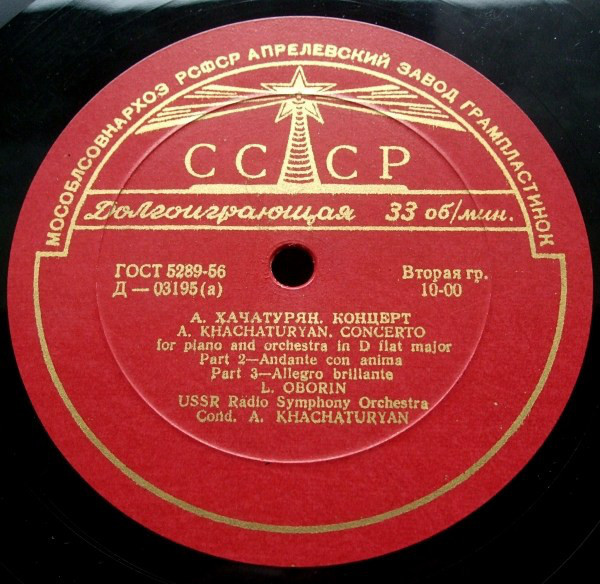 МОСОБЛСОВНАРХОЗ РСФСР АПРЕЛЕВСКИЙ ЗАВОД ГРАМПЛАСТИНОК
СССР
Долгоиграющая 33 об/мин.
ГОСТ 5289-56
Д — 03195(а)
Вторая гр.
10-00
А. ХАЧАТУРЯН. КОНЦЕРТ
A. KHACHATURYAN. CONCERTO
for piano and orchestra in D flat major
Part 2—Andante con anima
Part 3—Allegro brillante
L. OBORIN
USSR Radio Symphony Orchestra
Cond. A. KHACHATURYAN